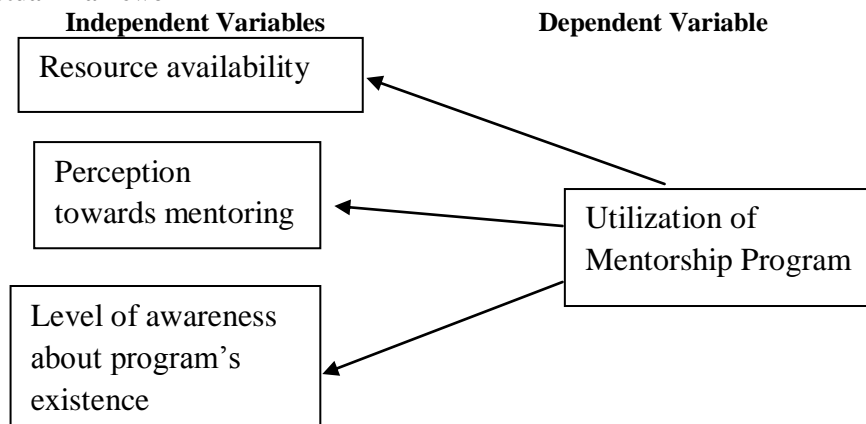 Independent Variables
Dependent Variable
Resource availability
Perception
towards mentoring
Utilization of
Mentorship Program
Level of awareness
about program's
existence